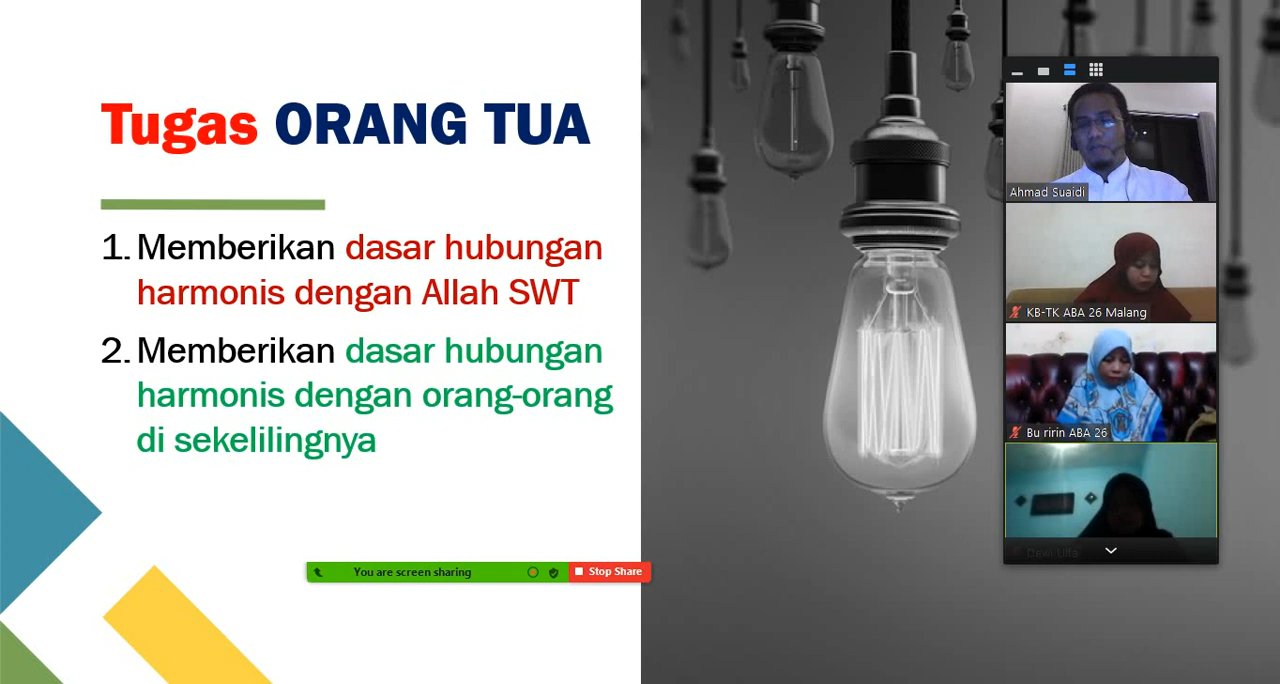 Tugas ORANG TUA
1. Memberikan dasar hubungan
harmonis dengan Allah SWT
2. Memberikan dasar hubungan
harmonis dengan orang-orang
di sekelilingnya
You are screen sharing
Stop Share
Ahmad Suaidi
KB-TK ABA 26 Malang
Bu ririn ABA 26
Dewi Ulfa